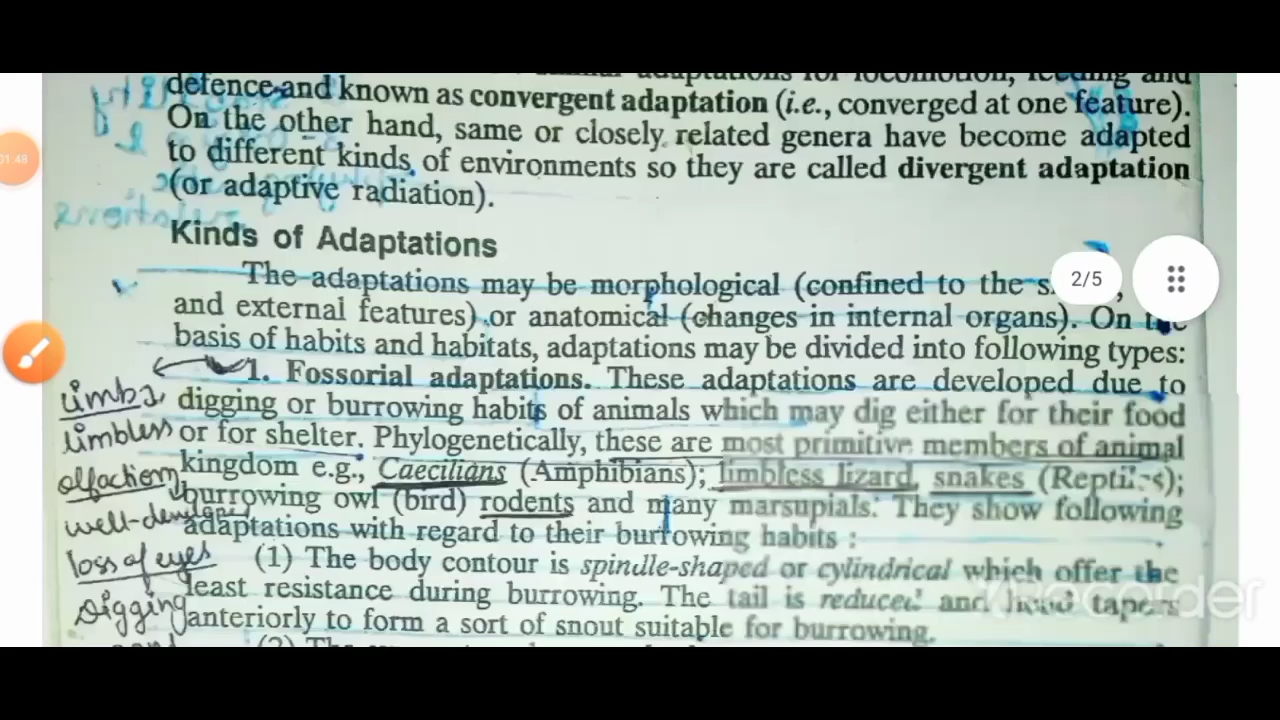 defence and known as convergent adaptation (i.e., converged at one feature).
On the other hand, same or closely related genera have become adapted
to different kinds of environments so they are called divergent adaptation
(or adaptive radiation).
Kinds of Adaptations
The adaptations may be morphological (confined to the
2/5
and external features) or anatomical (changes in internal organs). On the
basis of habits and habitats, adaptations may be divided into following types:
1. Fossorial adaptations. These adaptations are developed due to
digging or burrowing habits of animals which may dig either for their food
or for shelter. Phylogenetically, these are most primitive members of animal
kingdom e.g., Caecilians (Amphibians); limbless lizard, snakes (Reptiles);
burrowing owl (bird) rodents and many marsupials. They show following
adaptations with regard to their burrowing habits :
(1) The body contour is spindle-shaped or cylindrical which offer the
least resistance during burrowing. The tail is reduced and head tapers
anteriorly to form a sort of snout suitable for burrowing.
01:48
limbs,
limbless
olfaction
loss of eyes
Digging